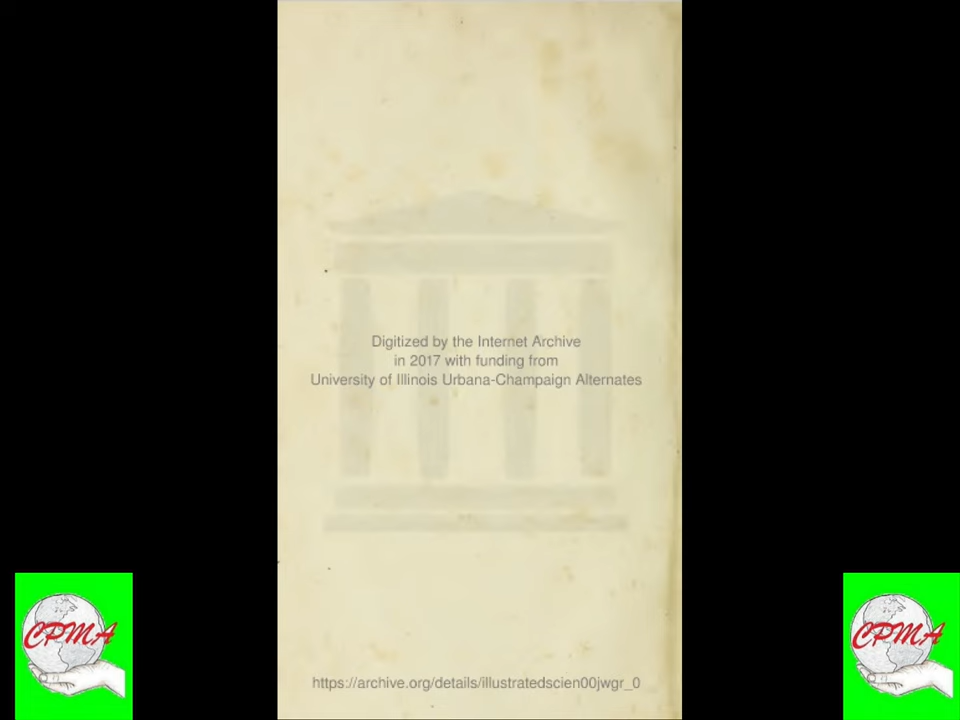 Digitized by the Internet Archive
in 2017 with funding from
University of Illinois Urbana-Champaign Alternates
https://archive.org/details/illustratedscien00jwgr_0
CPMA
CPMA